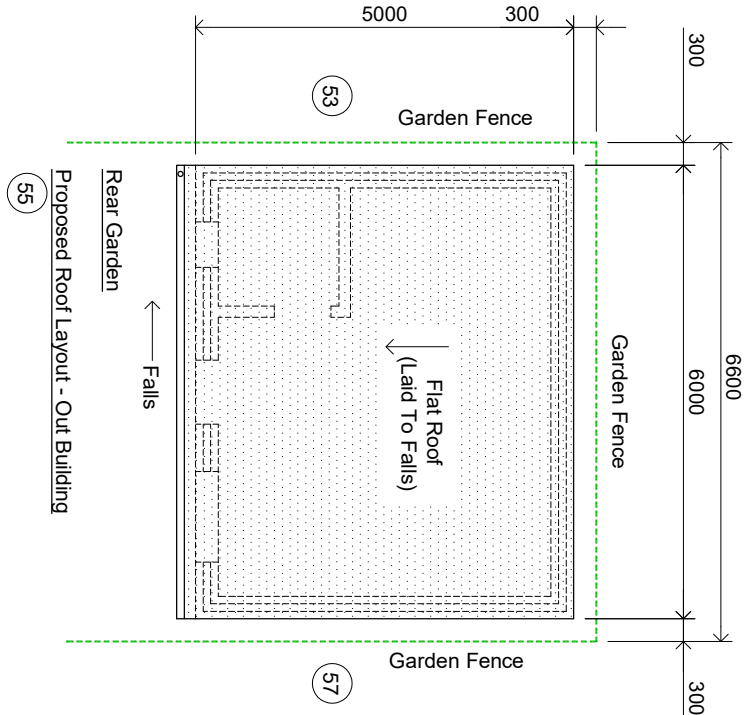 5000
300
300
53
Garden Fence
6600
6000
Garden Fence
Flat Roof
(Laid To Falls)
Falls
Rear Garden
Proposed Roof Layout - Out Building
55
Garden Fence
57
300